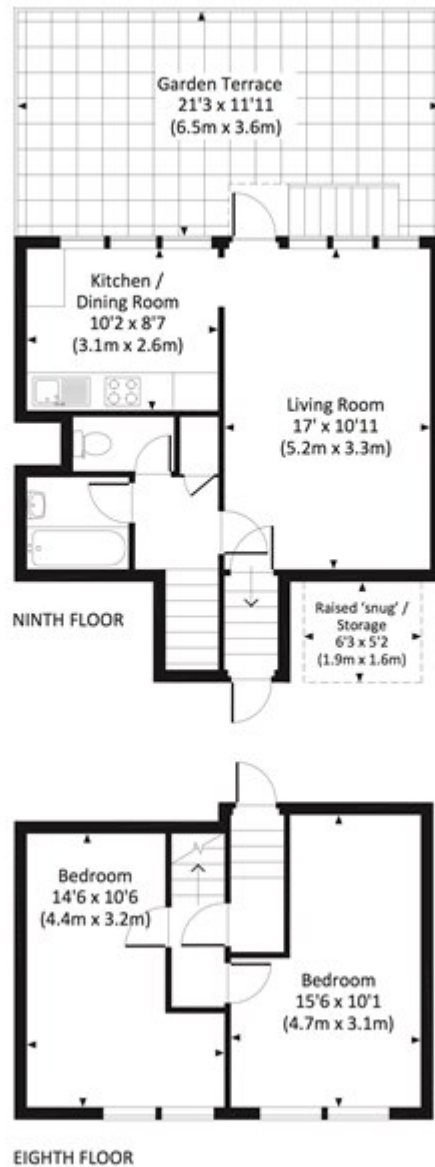 Garden Terrace
21'3 x 11'11
(6.5m x 3.6m)
Kitchen /
Dining Room
10'2 x 8'7
(3.1m x 2.6m)
Living Room
17' x 10'11
(5.2m x 3.3m)
NINTH FLOOR
Raised 'snug' /
Storage
6'3 x 5'2
(1.9m x 1.6m)
Bedroom
14'6 x 10'6
(4.4m x 3.2m)
Bedroom
15'6 x 10'1
(4.7m x 3.1m)
EIGHTH FLOOR